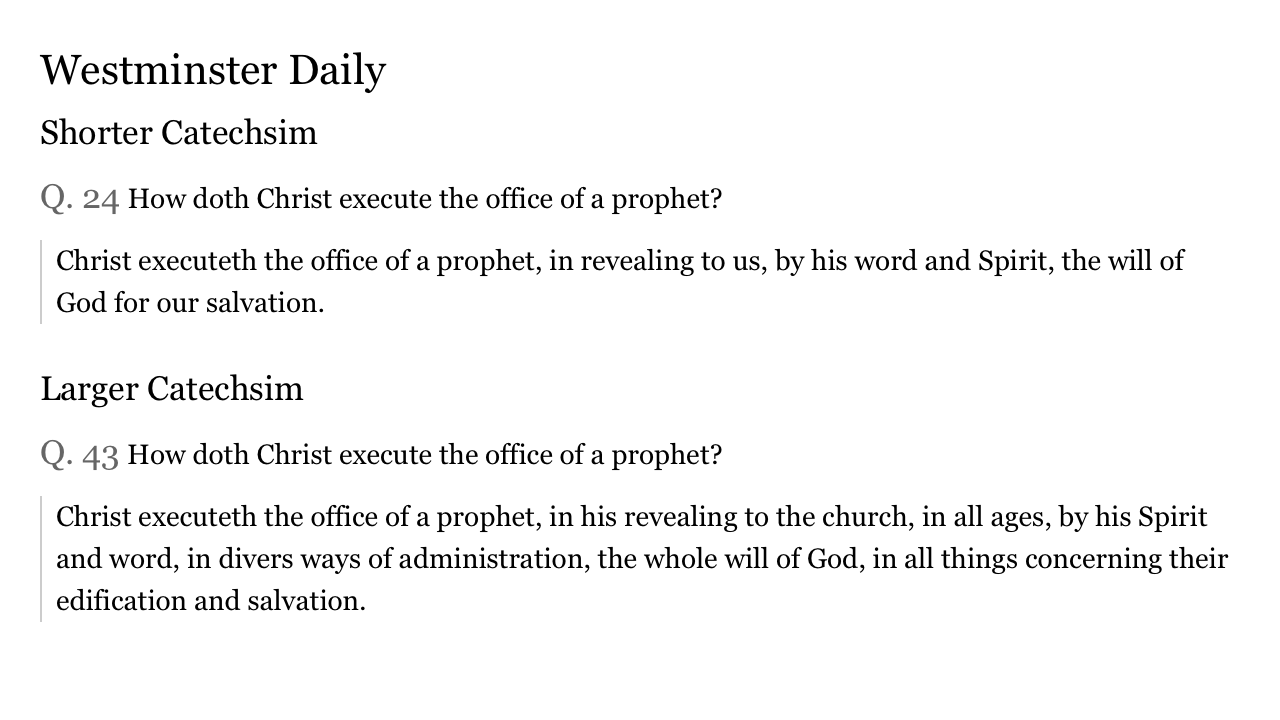 Westminster Daily
Shorter Catechsim
Q. 24 How doth Christ execute the office of a prophet?
Christ executeth the office of a prophet, in revealing to us, by his word and Spirit, the will of
God for our salvation.
Larger Catechsim
Q. 43 How doth Christ execute the office of a prophet?
Christ executeth the office of a prophet, in his revealing to the church, in all ages, by his Spirit
and word, in divers ways of administration, the whole will of God, in all things concerning their
edification and salvation.